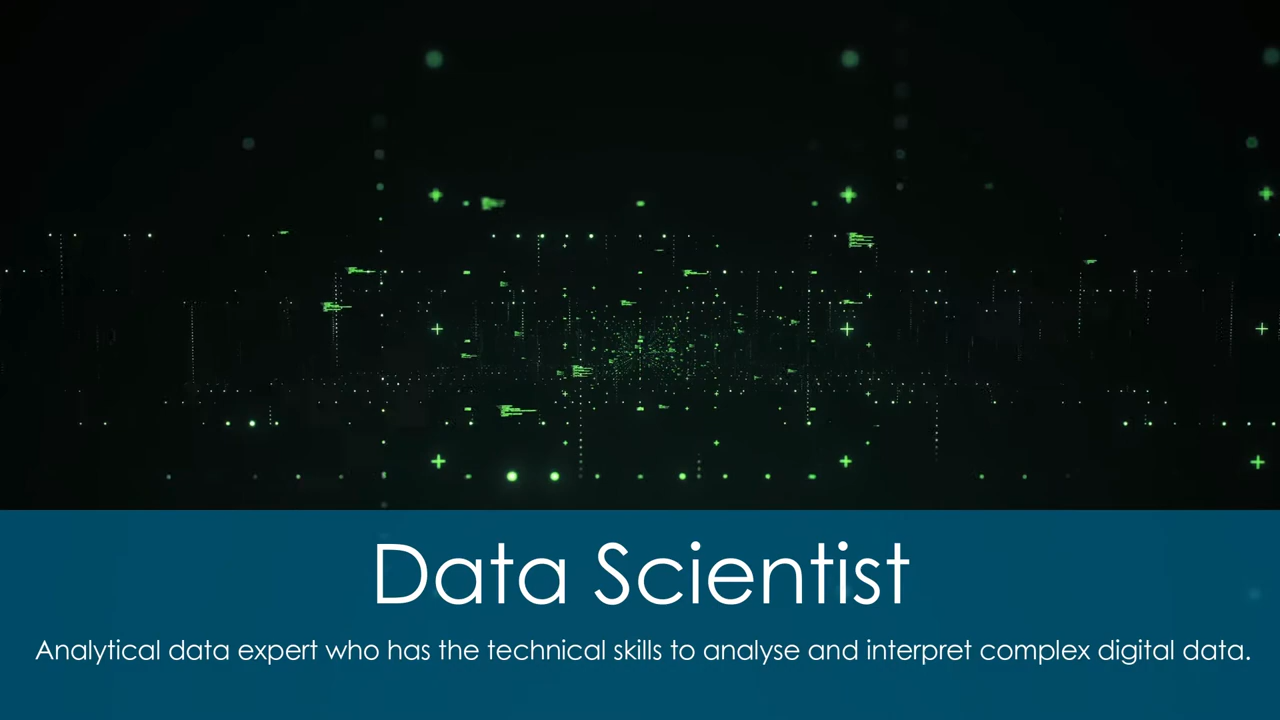 Data Scientist
Analytical data expert who has the technical skills to analyse and interpret complex digital data.